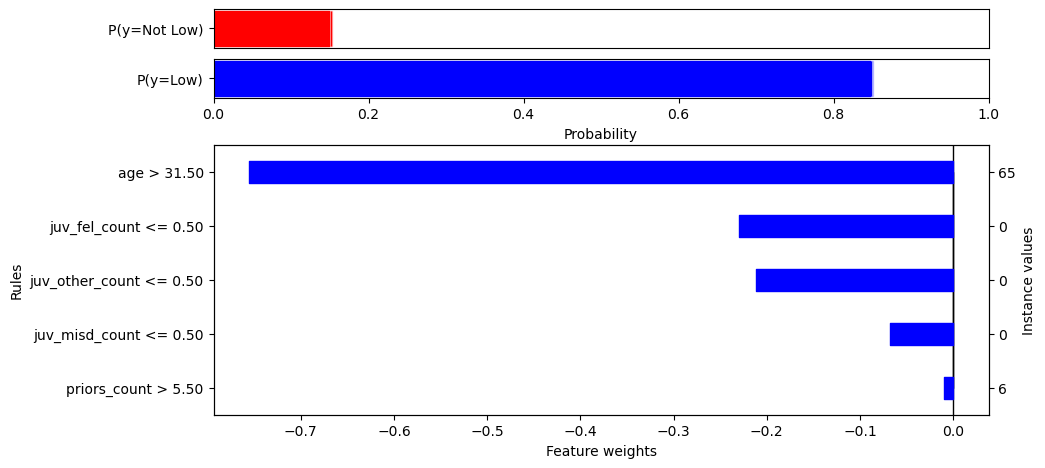 P(y=Not Low)
P(y=Low)
0.0 0.2 0.4 0.6 0.8 1.0
Probability
age > 31.50 65
juv_fel_count <= 0.50 0
juv_other_count <= 0.50 0
juv_misd_count <= 0.50 0
priors_count > 5.50 6
Rules
Instance values
−0.7 −0.6 −0.5 −0.4 −0.3 −0.2 −0.1 0.0
Feature weights